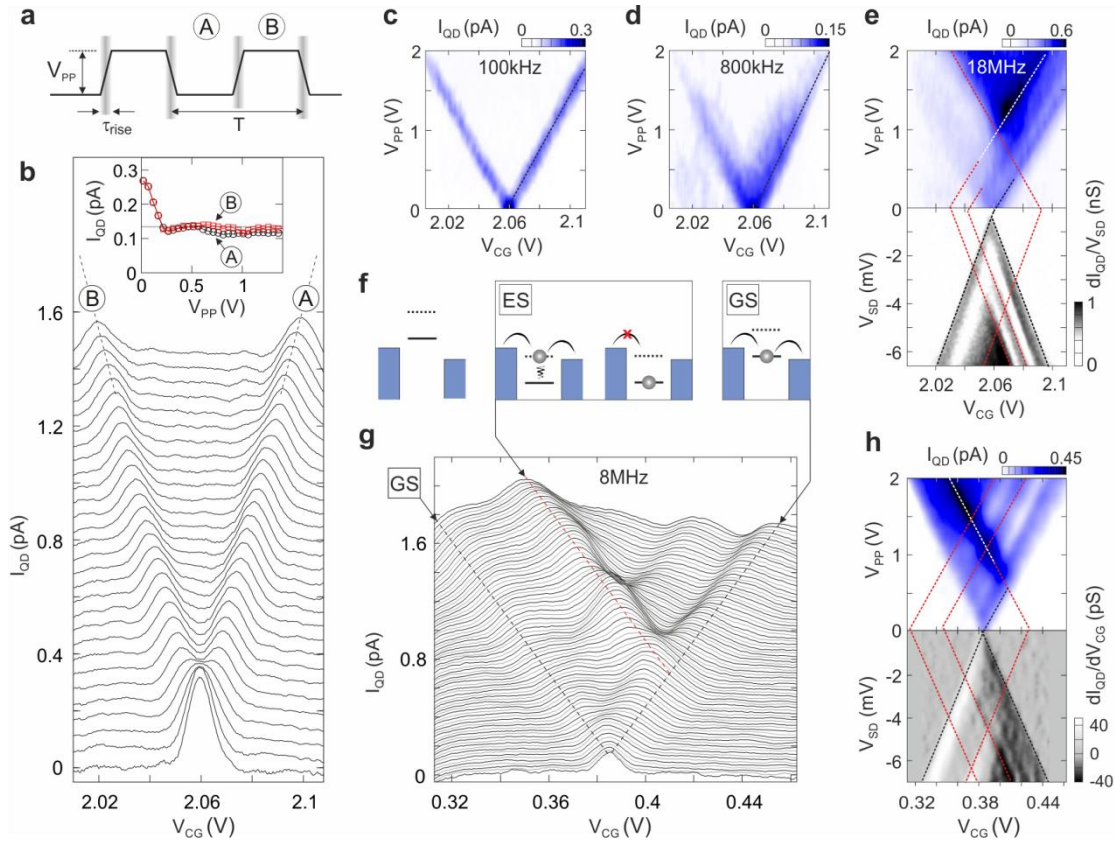 a
A
B
V_PP
τ_rise
T
b
I_QD (pA)
0.3
0.2
0.1
0
B
A
0
0.5
1
V_PP (V)
B
A
I_QD (pA)
1.6
1.4
1.2
1.0
0.8
0.6
0.4
0.2
0
2.02
2.06
2.1
V_CG (V)
c
I_QD (pA)
0
0.3
100kHz
V_PP (V)
2
1
0
2.02
2.06
2.1
V_CG (V)
d
I_QD (pA)
0
0.15
800kHz
V_PP (V)
2
1
0
2.02
2.06
2.1
V_CG (V)
e
I_QD (pA)
0
0.6
18MHz
V_PP (V)
2
1
0
V_SD (mV)
-2
-4
-6
dI_QD/V_SD (nS)
1
0
2.02
2.06
2.1
V_CG (V)
f
ES
GS
g
8MHz
GS
I_QD (pA)
1.6
0.8
0
0.32
0.36
0.4
0.44
V_CG (V)
h
I_QD (pA)
0
0.45
V_PP (V)
2
1
0
V_SD (mV)
-2
-4
-6
dI_QD/dV_CG (pS)
40
0
-40
0.32
0.38
0.44
V_CG (V)